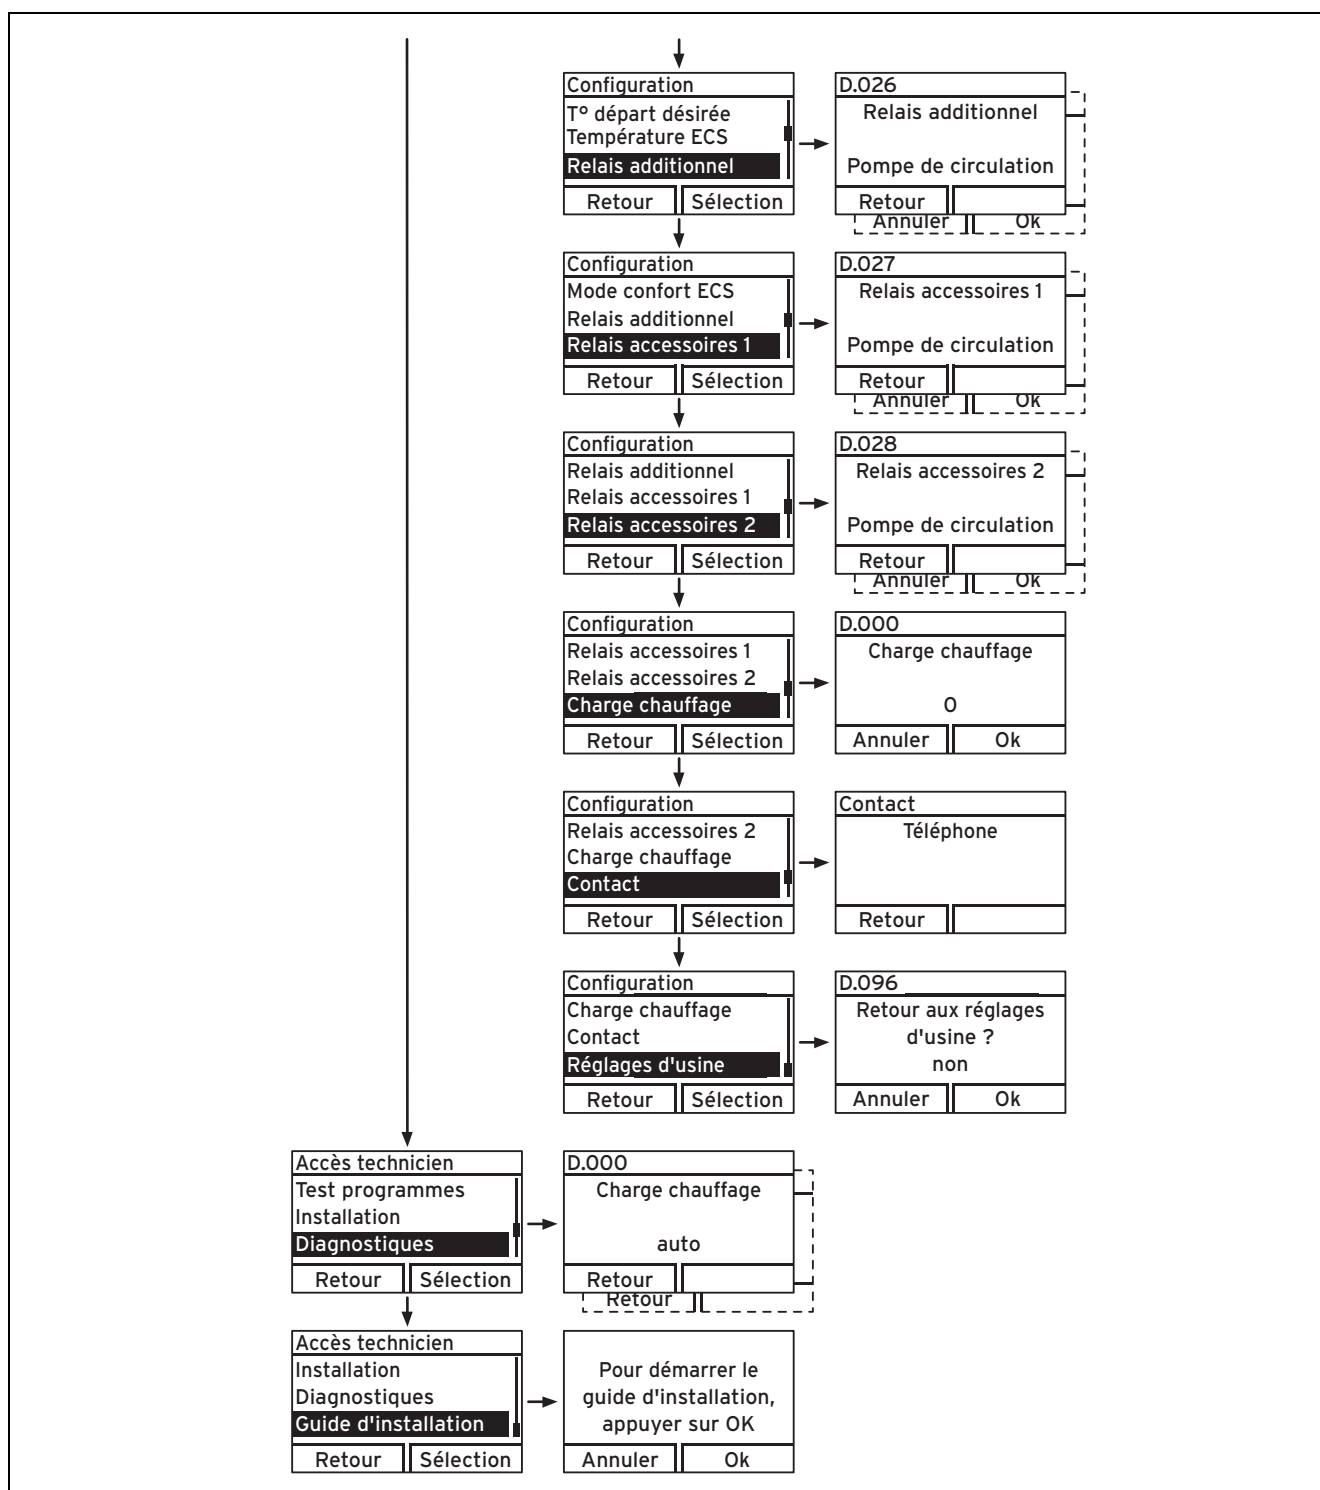 Configuration
T° départ désirée
Température ECS
Relais additionnel
Retour Sélection
D.026
Relais additionnel
Pompe de circulation
Retour
Annuler Ok
Configuration
Mode confort ECS
Relais additionnel
Relais accessoires 1
Retour Sélection
D.027
Relais accessoires 1
Pompe de circulation
Retour
Annuler Ok
Configuration
Relais additionnel
Relais accessoires 1
Relais accessoires 2
Retour Sélection
D.028
Relais accessoires 2
Pompe de circulation
Retour
Annuler Ok
Configuration
Relais accessoires 1
Relais accessoires 2
Charge chauffage
Retour Sélection
D.000
Charge chauffage
0
Annuler Ok
Configuration
Relais accessoires 2
Charge chauffage
Contact
Retour Sélection
Contact
Téléphone
Retour
Configuration
Charge chauffage
Contact
Réglages d'usine
Retour Sélection
D.096
Retour aux réglages
d'usine ?
non
Annuler Ok
Accès technicien
Test programmes
Installation
Diagnostiques
Retour Sélection
D.000
Charge chauffage
auto
Retour
Retour
Accès technicien
Installation
Diagnostiques
Guide d'installation
Retour Sélection
Pour démarrer le
guide d'installation,
appuyer sur OK
Annuler Ok